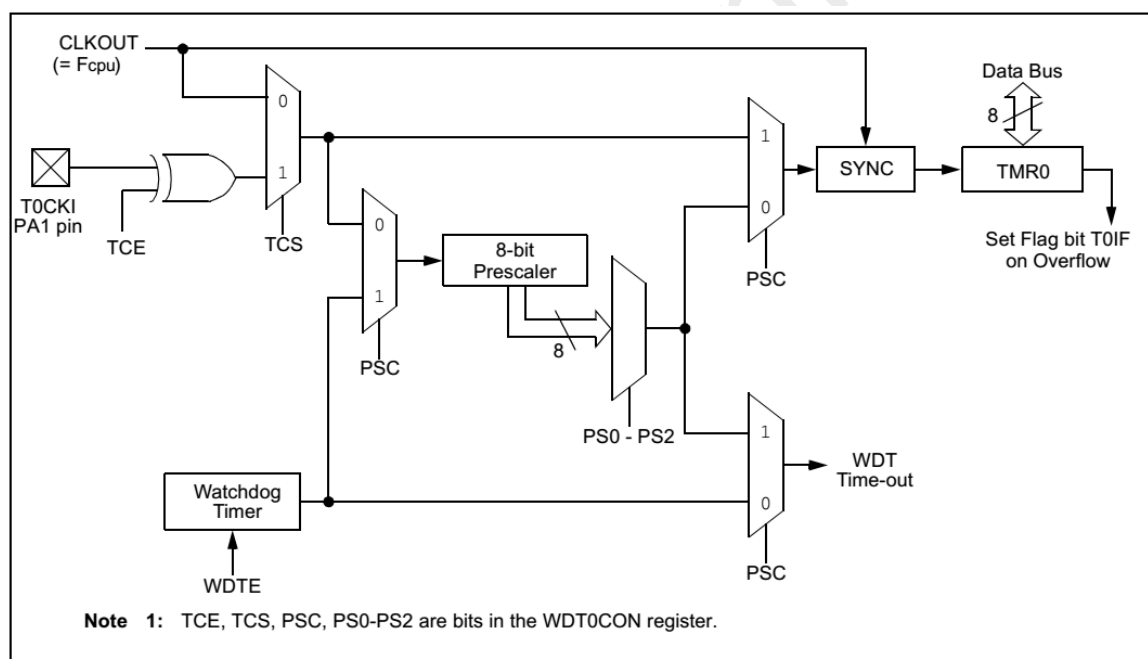 CLKOUT
(= Fcpu)
Data Bus
0
8
1
1
SYNC
TMR0
T0CKI
PA1 pin
TCE
TCS
0
8-bit
Prescaler
0
PSC
Set Flag bit T0IF
on Overflow
1
8
PSC
PS0 - PS2
1
WDT
Time-out
Watchdog
Timer
0
WDTE
PSC
Note 1: TCE, TCS, PSC, PS0-PS2 are bits in the WDT0CON register.